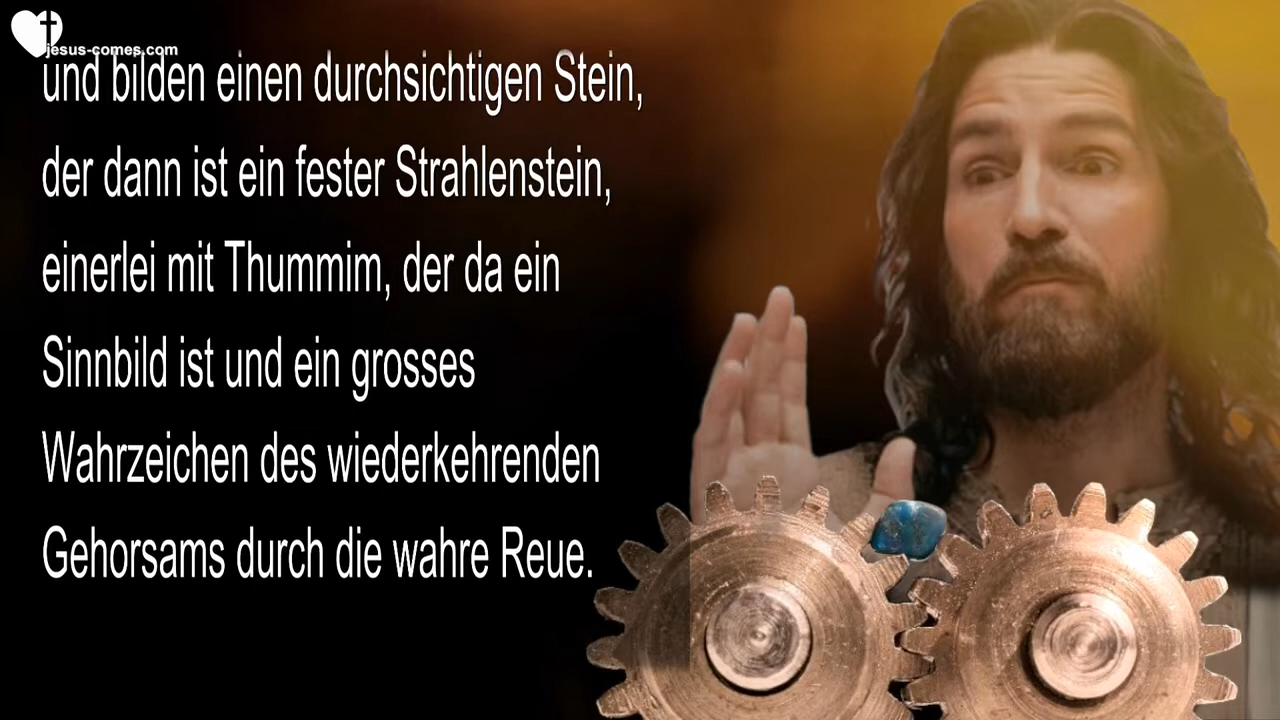 jesus-comes.com
und bilden einen durchsichtigen Stein,
der dann ist ein fester Strahlenstein,
einerlei mit Thummim, der da ein
Sinnbild ist und ein grosses
Wahrzeichen des wiederkehrenden
Gehorsams durch die wahre Reue.